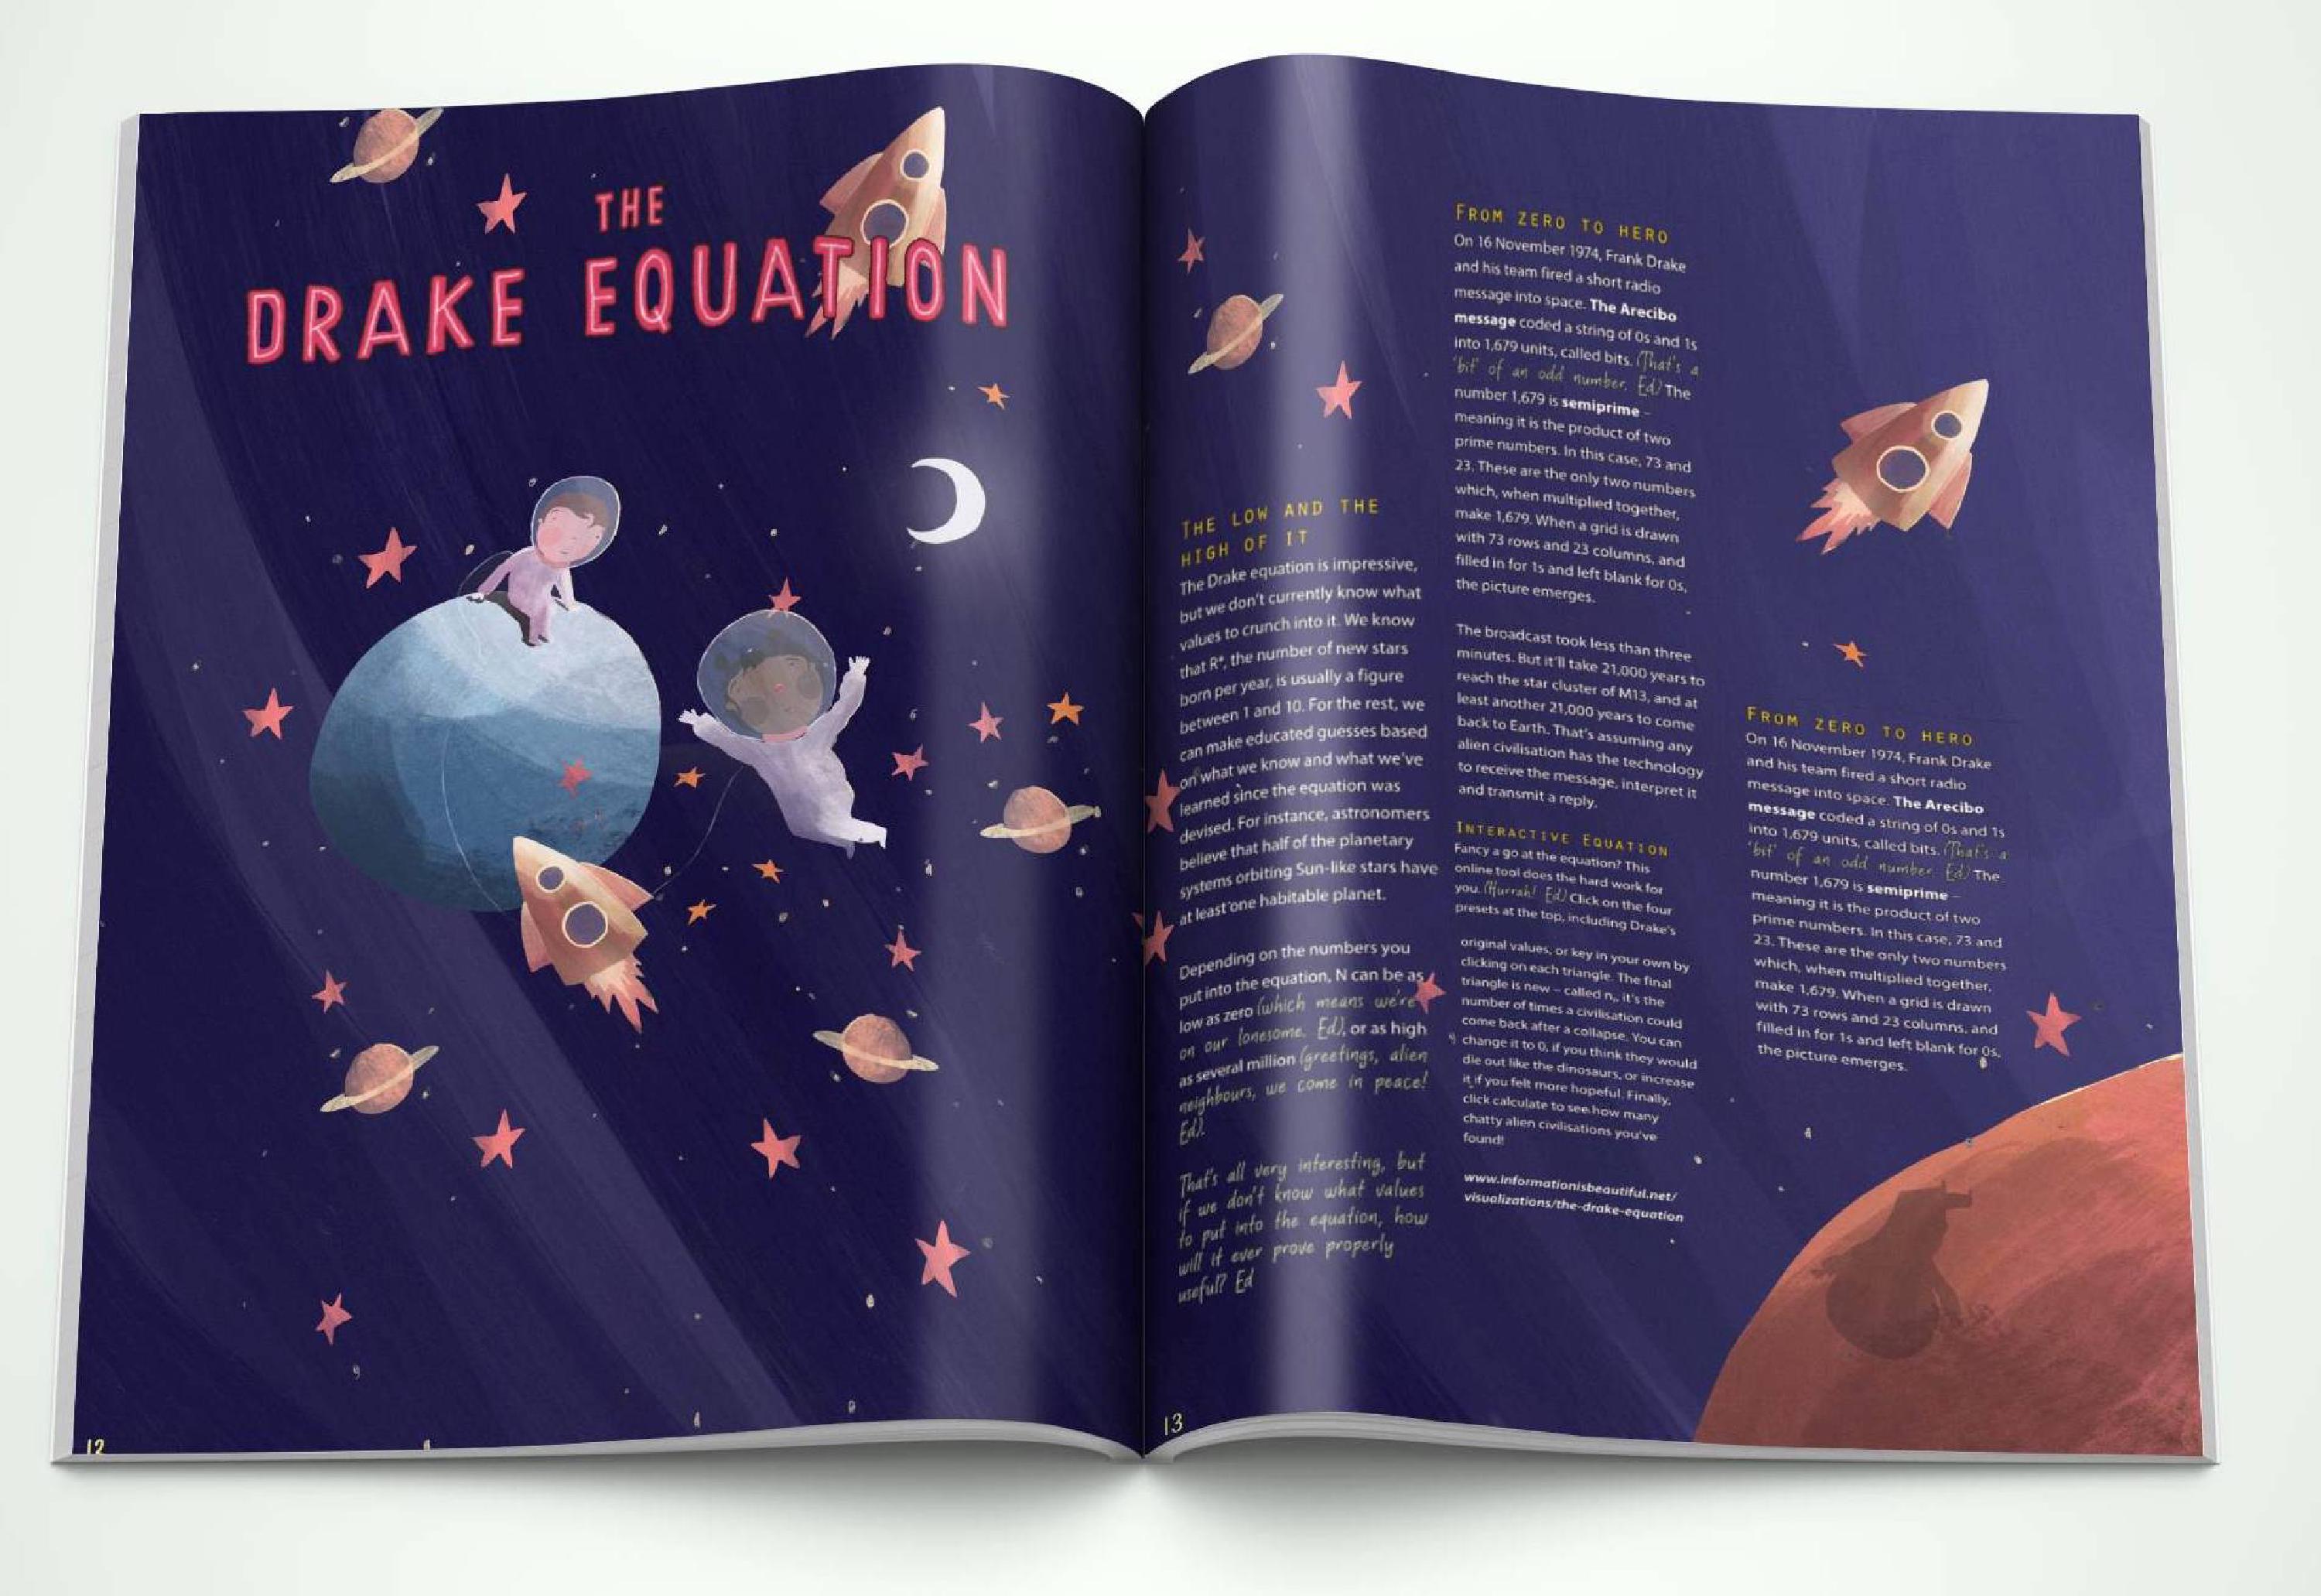 THE
DRAKE EQUATION
12
THE LOW AND THE
HIGH OF IT
The Drake equation is impressive,
but we don't currently know what
values to crunch into it. We know
that R*, the number of new stars
born per year, is usually a figure
between 1 and 10. For the rest, we
can make educated guesses based
on what we know and what we've
learned since the equation was
devised. For instance, astronomers
believe that half of the planetary
systems orbiting Sun-like stars have
at least one habitable planet.
Depending on the numbers you
put into the equation, N can be as
low as zero (which means we're
on our lonesome. Ed), or as high
as several million (greetings, alien
neighbours, we come in peace!
Ed).
That's all very interesting, but
if we don't know what values
to put into the equation, how
will it ever prove properly
useful? Ed
13
FROM ZERO TO HERO
On 16 November 1974, Frank Drake
and his team fired a short radio
message into space. The Arecibo
message coded a string of 0s and 1s
into 1,679 units, called bits. (That's a
'bit' of an odd number. Ed) The
number 1,679 is semiprime –
meaning it is the product of two
prime numbers. In this case, 73 and
23. These are the only two numbers
which, when multiplied together,
make 1,679. When a grid is drawn
with 73 rows and 23 columns, and
filled in for 1s and left blank for 0s,
the picture emerges.
The broadcast took less than three
minutes. But it'll take 21,000 years to
reach the star cluster of M13, and at
least another 21,000 years to come
back to Earth. That's assuming any
alien civilisation has the technology
to receive the message, interpret it
and transmit a reply.
INTERACTIVE EQUATION
Fancy a go at the equation? This
online tool does the hard work for
you. (Hurrah! Ed) Click on the four
presets at the top, including Drake's
original values, or key in your own by
clicking on each triangle. The final
triangle is new – called n, it's the
number of times a civilisation could
come back after a collapse. You can
change it to 0, if you think they would
die out like the dinosaurs, or increase
it if you felt more hopeful. Finally,
click calculate to see how many
chatty alien civilisations you've
found!
www.informationisbeautiful.net/
visualizations/the-drake-equation
FROM ZERO TO HERO
On 16 November 1974, Frank Drake
and his team fired a short radio
message into space. The Arecibo
message coded a string of 0s and 1s
into 1,679 units, called bits. (That's a
'bit' of an odd number. Ed) The
number 1,679 is semiprime –
meaning it is the product of two
prime numbers. In this case, 73 and
23. These are the only two numbers
which, when multiplied together,
make 1,679. When a grid is drawn
with 73 rows and 23 columns, and
filled in for 1s and left blank for 0s,
the picture emerges.